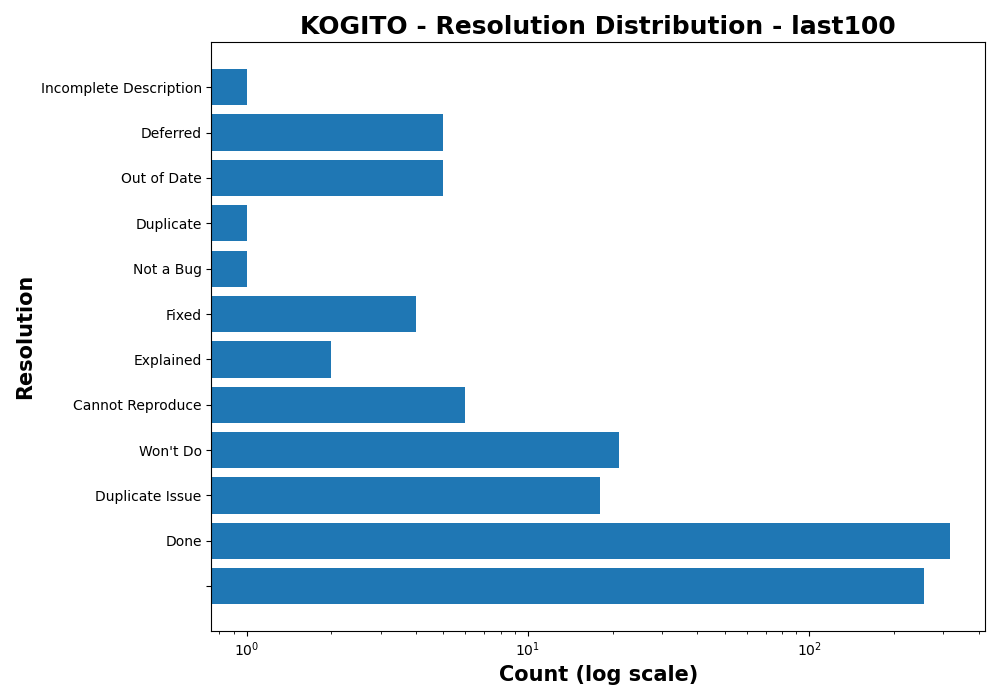 KOGITO - Resolution Distribution - last100
Incomplete Description
Deferred
Out of Date
Duplicate
Not a Bug
Fixed
Explained
Cannot Reproduce
Won't Do
Duplicate Issue
Done
Resolution
10⁰ 10¹ 10²
Count (log scale)